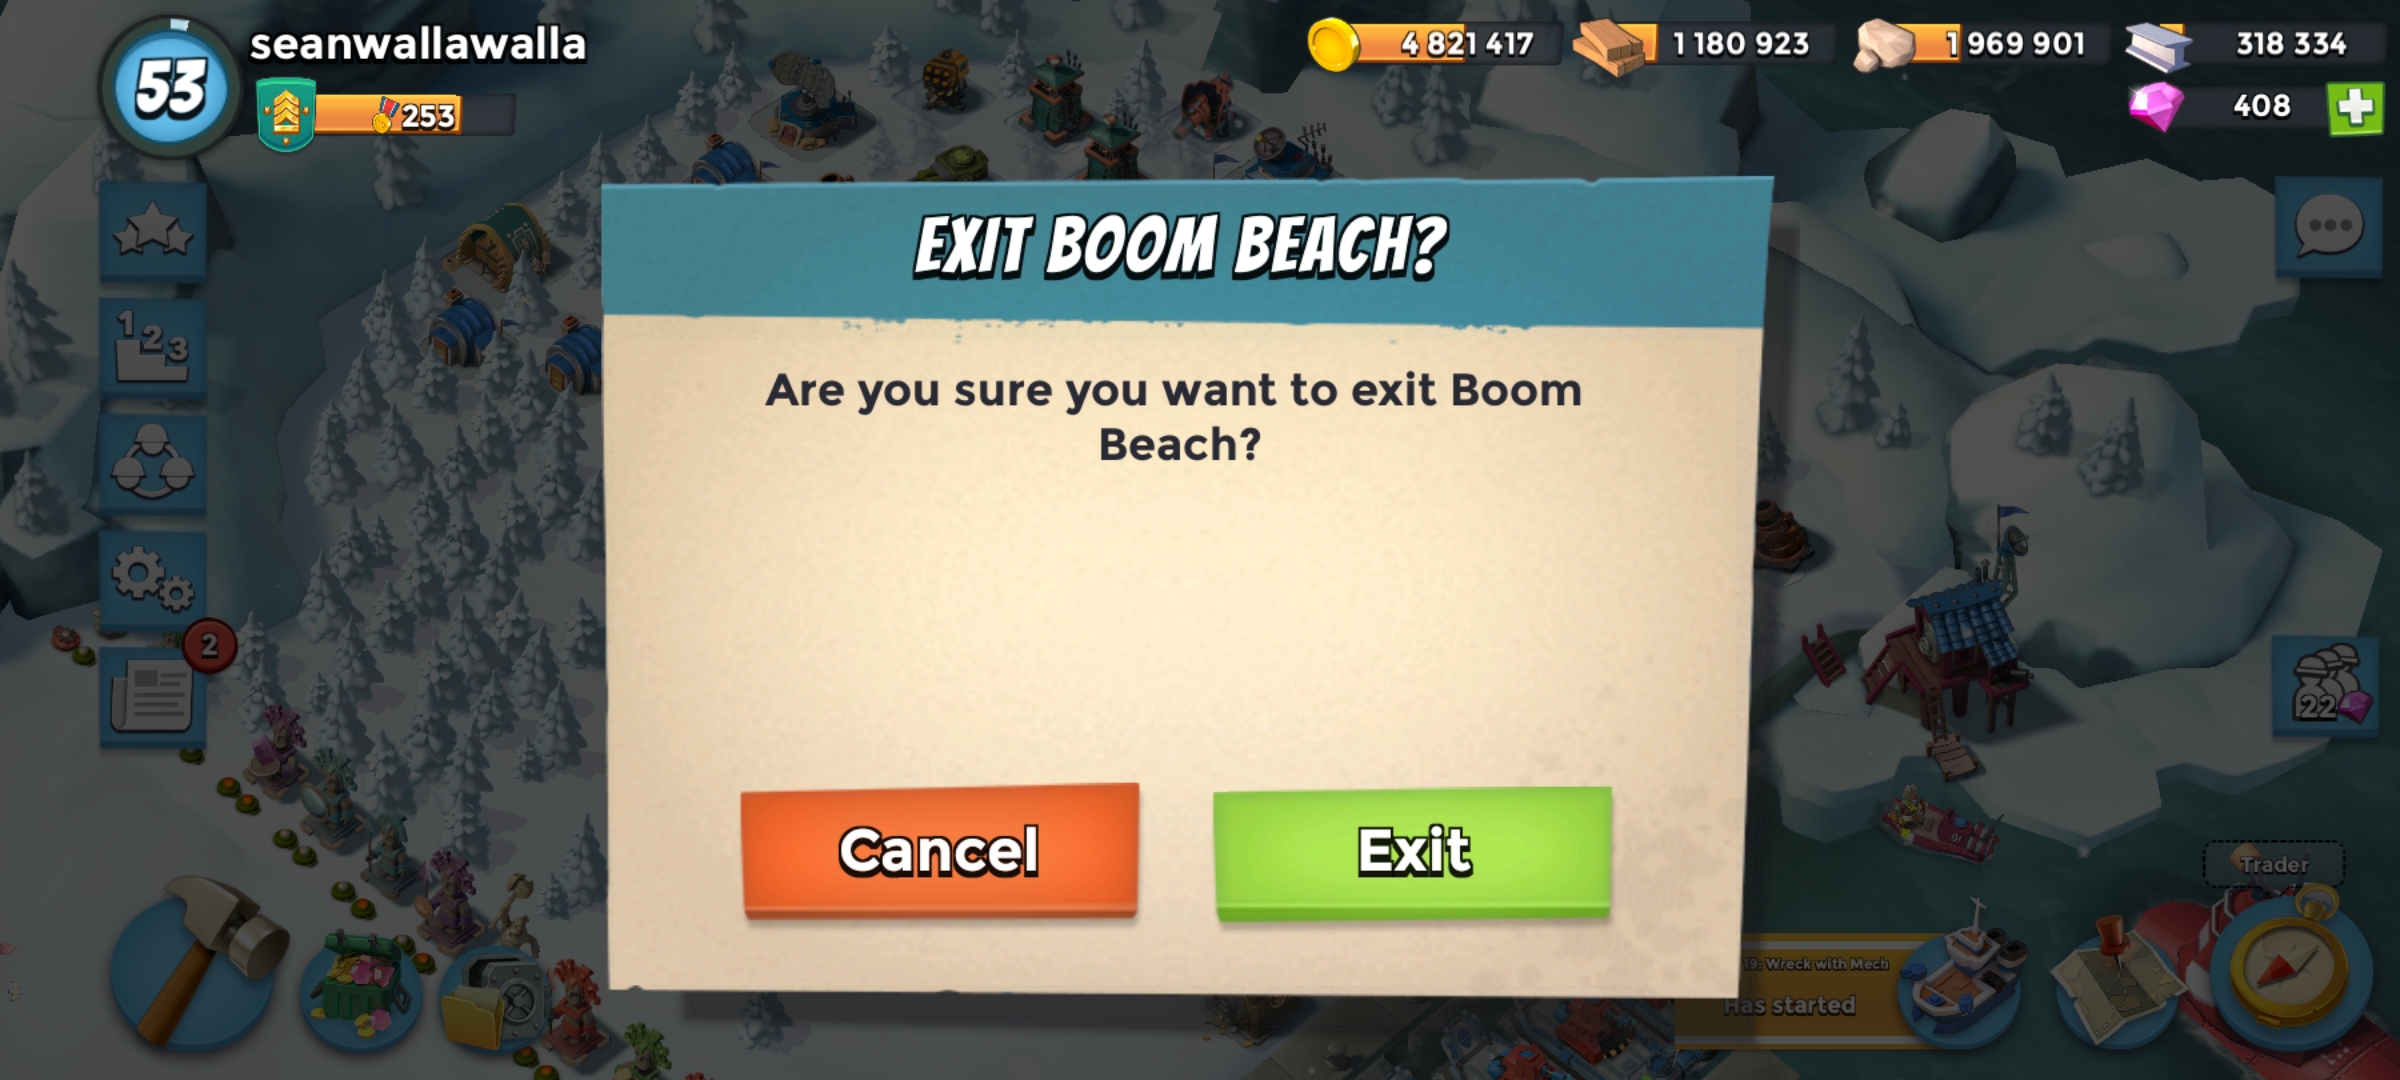 53
seanwallawalla
253
4 821 417
1 180 923
1 969 901
318 334
408
EXIT BOOM BEACH?
Are you sure you want to exit Boom
Beach?
Cancel
Exit
1 2 3
2
22
Trader
19: Wreck with Mech
Has started